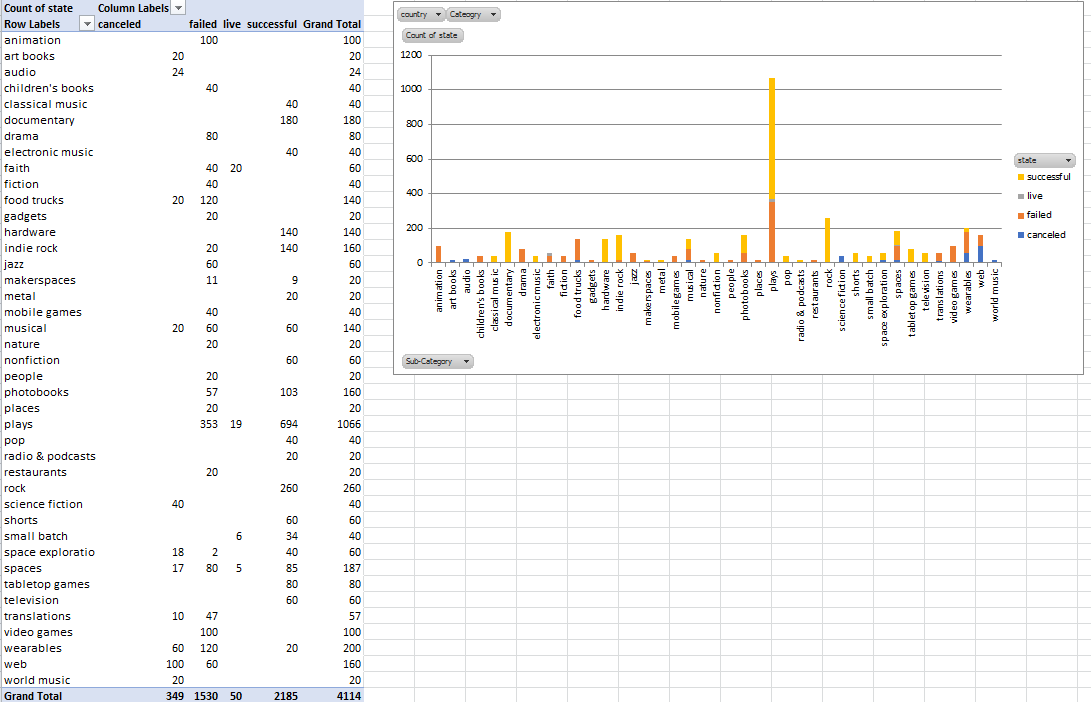 Count of state Column Labels
Row Labels canceled failed live successful Grand Total
animation 100 100
art books 20 20
audio 24 24
children's books 40 40
classical music 40 40
documentary 180 180
drama 80 80
electronic music 40 40
faith 40 20 60
fiction 40 40
food trucks 20 120 140
gadgets 20 20
hardware 140 140
indie rock 20 140 160
jazz 60 60
makerspaces 11 9 20
metal 20 20
mobile games 40 40
musical 20 60 60 140
nature 20 20
nonfiction 60 60
people 20 20
photobooks 57 103 160
places 20 20
plays 353 19 694 1066
pop 40 40
radio & podcasts 20 20
restaurants 20 20
rock 260 260
science fiction 40 40
shorts 60 60
small batch 6 34 40
space exploratio 18 2 40 60
spaces 17 80 5 85 187
tabletop games 80 80
television 60 60
translations 10 47 57
video games 100 100
wearables 60 120 20 200
web 100 60 160
world music 20 20
Grand Total 349 1530 50 2185 4114
country Cateogry
Count of state
1200
1000
800
600
400
200
0
animation
art books
audio
children's books
classical music
documentary
drama
electronic music
faith
fiction
food trucks
gadgets
hardware
indie rock
jazz
makerspaces
metal
mobile games
musical
nature
nonfiction
people
photobooks
places
plays
pop
radio & podcasts
restaurants
rock
science fiction
shorts
small batch
space exploration
spaces
tabletop games
television
translations
video games
wearables
web
world music
state
successful
live
failed
canceled
Sub-Category